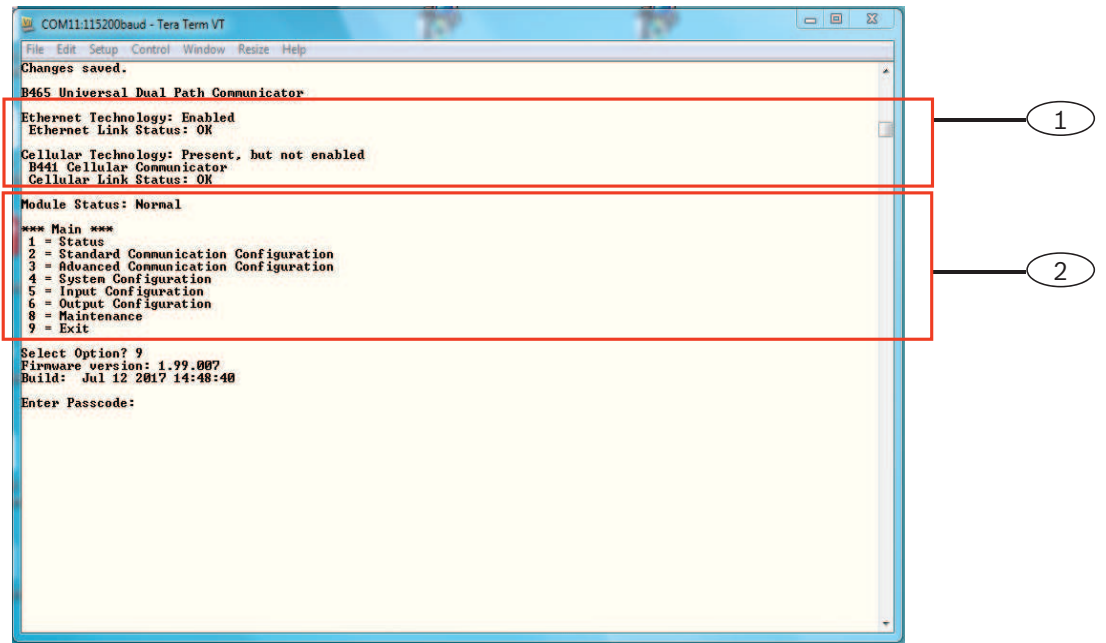 COM11:115200baud - Tera Term VT
File Edit Setup Control Window Resize Help
Changes saved.
B465 Universal Dual Path Communicator
Ethernet Technology: Enabled
Ethernet Link Status: OK
Cellular Technology: Present, but not enabled
B441 Cellular Communicator
Cellular Link Status: OK
1
Module Status: Normal
*** Main ***
1 = Status
2 = Standard Communication Configuration
3 = Advanced Communication Configuration
4 = System Configuration
5 = Input Configuration
6 = Output Configuration
8 = Maintenance
9 = Exit
2
Select Option? 9
Firmware version: 1.99.007
Build: Jul 12 2017 14:48:40
Enter Passcode: